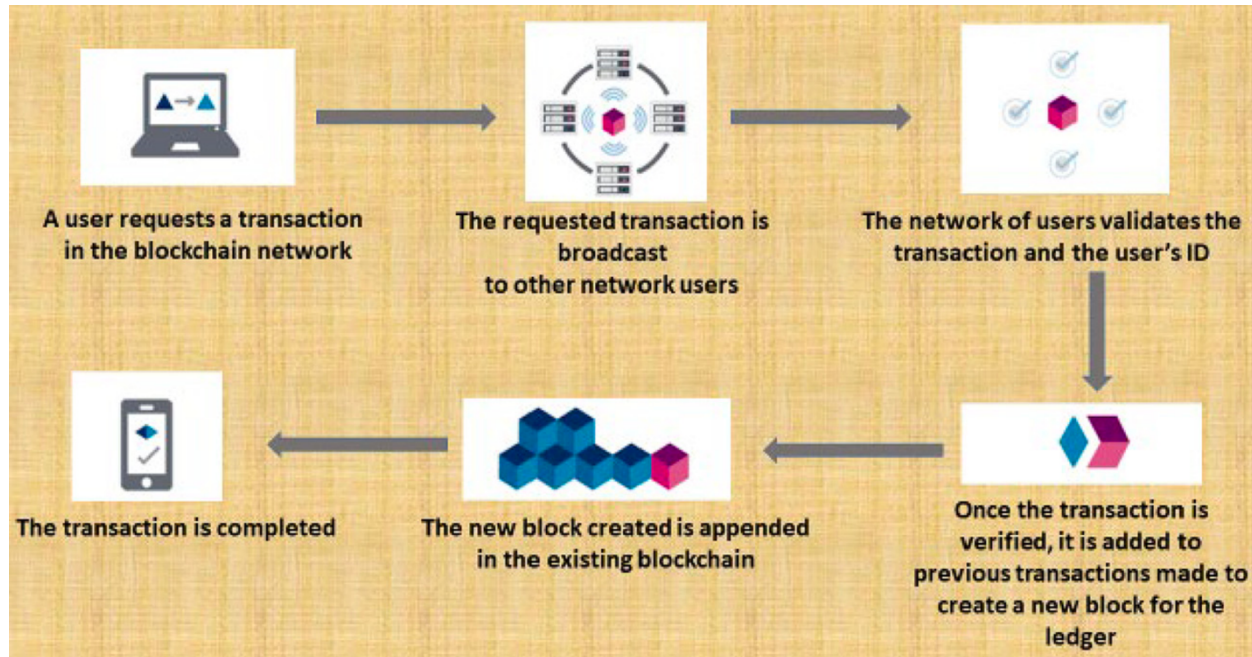 A user requests a transaction
in the blockchain network
The requested transaction is
broadcast
to other network users
The network of users validates the
transaction and the user's ID
Once the transaction is
verified, it is added to
previous transactions made to
create a new block for the
ledger
The new block created is appended
in the existing blockchain
The transaction is completed